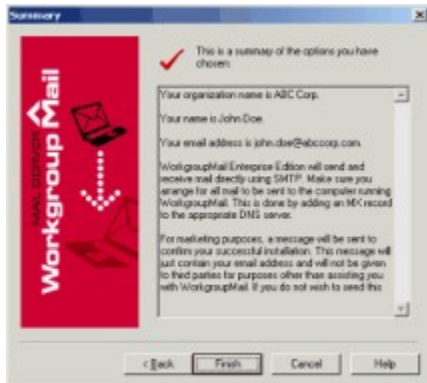 Summary
This is a summary of the options you have
chosen:
MAIL SERVER
Workgroup Mail
Your organization name is ABC Corp.
Your name is John Doe.
Your email address is john.doe@abccorp.com.
WorkgroupMail Enterprise Edition will send and
receive mail directly using SMTP. Make sure you
arrange for all mail to be sent to the computer running
WorkgroupMail. This is done by adding an MX record
to the appropriate DNS server.
For marketing purposes, a message will be sent to
confirm your successful installation. This message will
just contain your email address and will not be given
to third parties for purposes other than assisting you
with WorkgroupMail. If you do not wish to send this
< Back
Finish
Cancel
Help